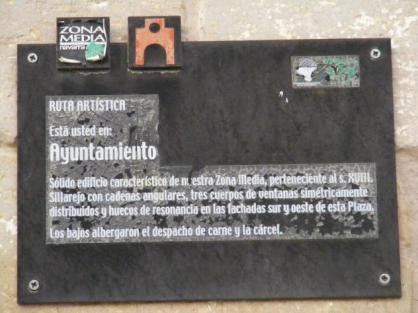 ZONA
MEDIA
navarra
RUTA ARTÍSTICA
Está usted en:
Ayuntamiento
Sólido edificio característico de nuestra Zona Media, perteneciente al s. XVIII.
Sillarejo con cadenas angulares, tres cuerpos de ventanas simétricamente
distribuidos y huecos de resonancia en las fachadas sur y oeste de esta Plaza.
Los bajos albergaron el despacho de carne y la cárcel.